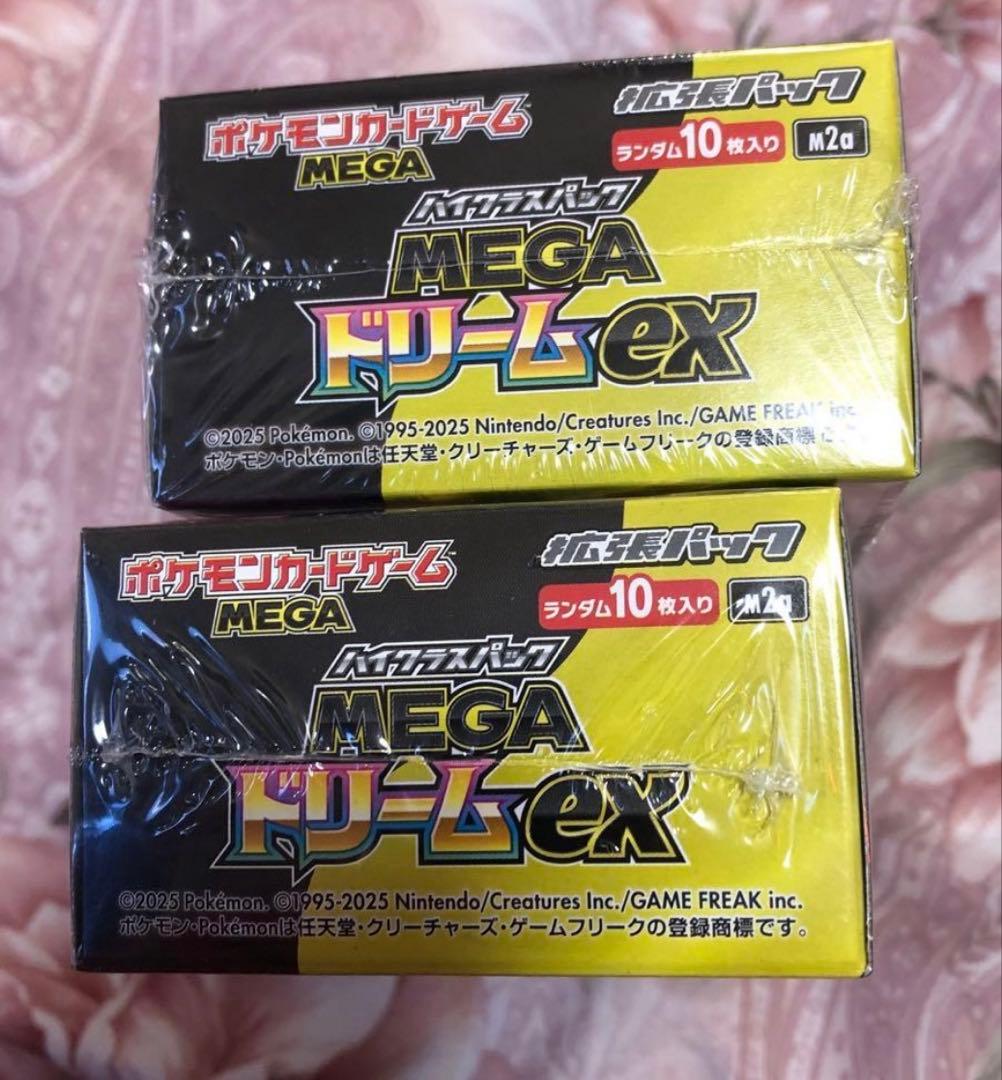 ポケモンカードゲーム
MEGA
拡張パック
ランダム10枚入り M2a
ハイクラスパック
MEGA
ドリームex
©2025 Pokémon. ©1995-2025 Nintendo/Creatures Inc./GAME FREAK inc.
ポケモン・Pokémonは任天堂・クリーチャーズ・ゲームフリークの登録商標です。
ポケモンカードゲーム
MEGA
拡張パック
ランダム10枚入り M2a
ハイクラスパック
MEGA
ドリームex
©2025 Pokémon. ©1995-2025 Nintendo/Creatures Inc./GAME FREAK inc.
ポケモン・Pokémonは任天堂・クリーチャーズ・ゲームフリークの登録商標です。